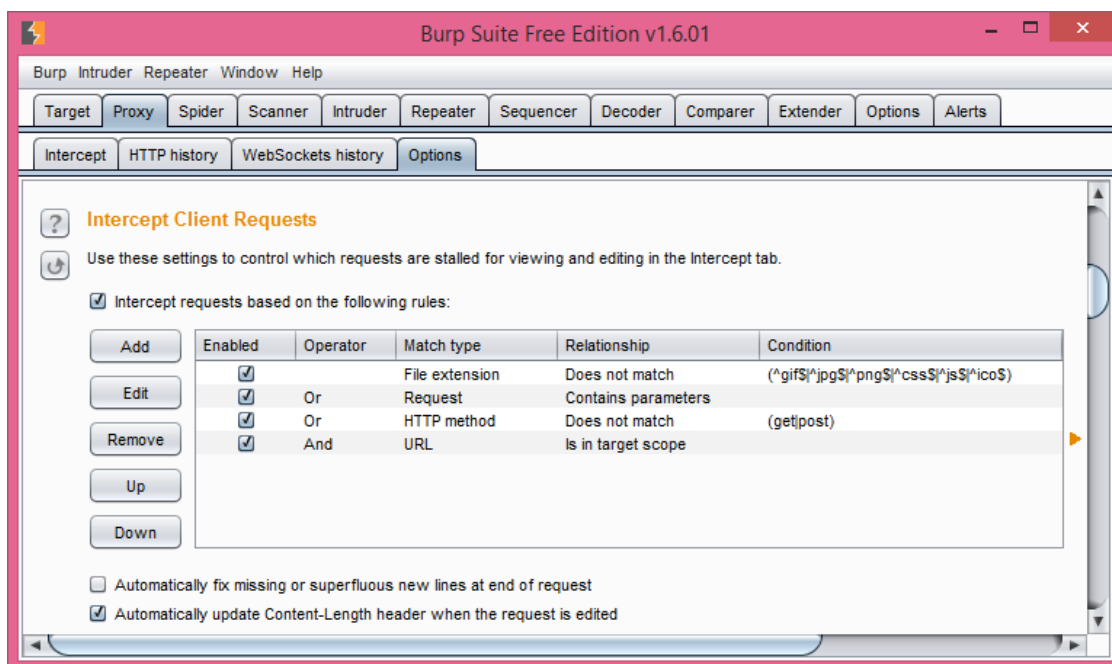 Burp Suite Free Edition v1.6.01
Burp Intruder Repeater Window Help
Target Proxy Spider Scanner Intruder Repeater Sequencer Decoder Comparer Extender Options Alerts
Intercept HTTP history WebSockets history Options
? Intercept Client Requests
Use these settings to control which requests are stalled for viewing and editing in the Intercept tab.
Intercept requests based on the following rules:
Add
Edit
Remove
Up
Down
Enabled Operator Match type Relationship Condition
File extension Does not match (^gif$|^jpg$|^png$|^css$|^js$|^ico$)
Or Request Contains parameters
Or HTTP method Does not match (get|post)
And URL Is in target scope
Automatically fix missing or superfluous new lines at end of request
Automatically update Content-Length header when the request is edited